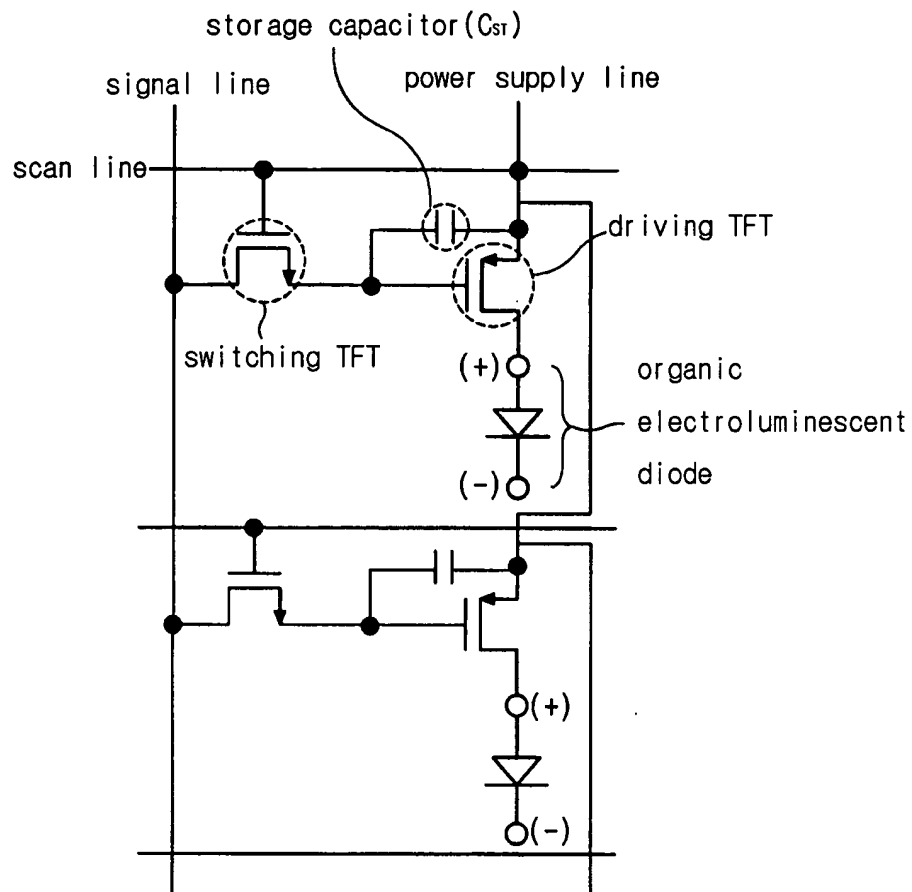 storage capacitor(CST)
signal line
power supply line
scan line
driving TFT
switching TFT
(+)
organic
electroluminescent
diode
(-)
(+)
(-)